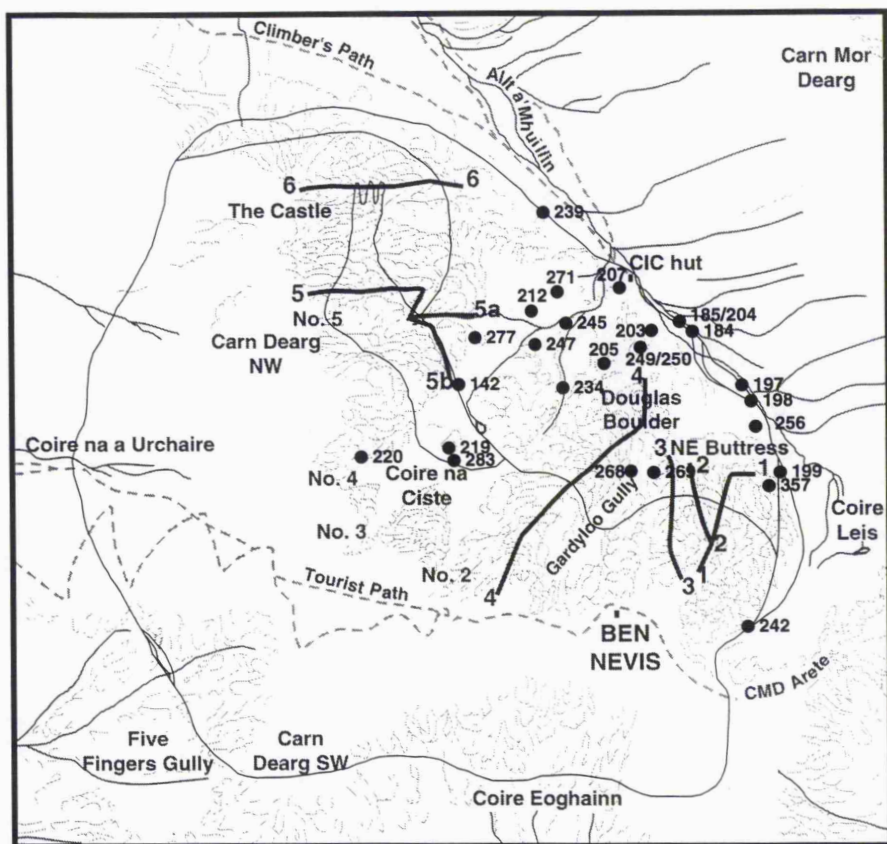 Climber's Path
Carn Mor
Dearg
Allt a'Mhuilinn
6
6
The Castle
239
CIC hut
207
271
5
5a
212
185/204
No. 5
245
203
184
277
247
Carn Dearg
NW
205
249/250
4
5b
142
234
197
Douglas
198
Boulder
256
Coire na a Urchaire
219
3
NE Buttress
220
283
2
1
199
No. 4
Coire na
Ciste
268
269
357
Gardyloo Gully
Coire
Leis
No. 3
2
Tourist Path
No. 2
1
3
4
BEN
NEVIS
242
CMD Arete
Five
Fingers Gully
Carn
Dearg SW
Coire Eoghainn